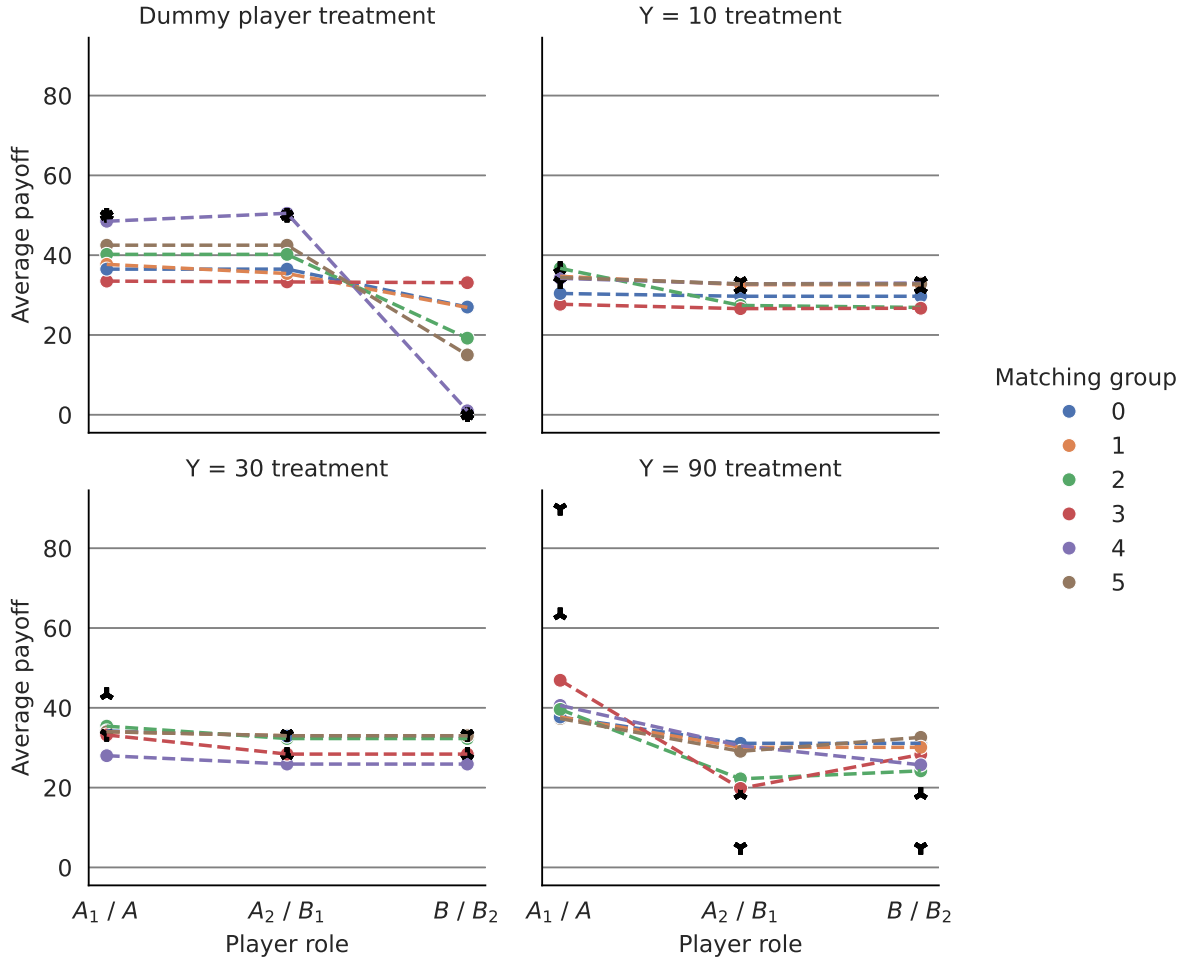 Dummy player treatment
Y = 10 treatment
80
60
40
20
0
Average payoff
Y = 30 treatment
Y = 90 treatment
80
60
40
20
0
Average payoff
A₁ / A
A₂ / B₁
B / B₂
A₁ / A
A₂ / B₁
B / B₂
Player role
Player role
Matching group
0
1
2
3
4
5